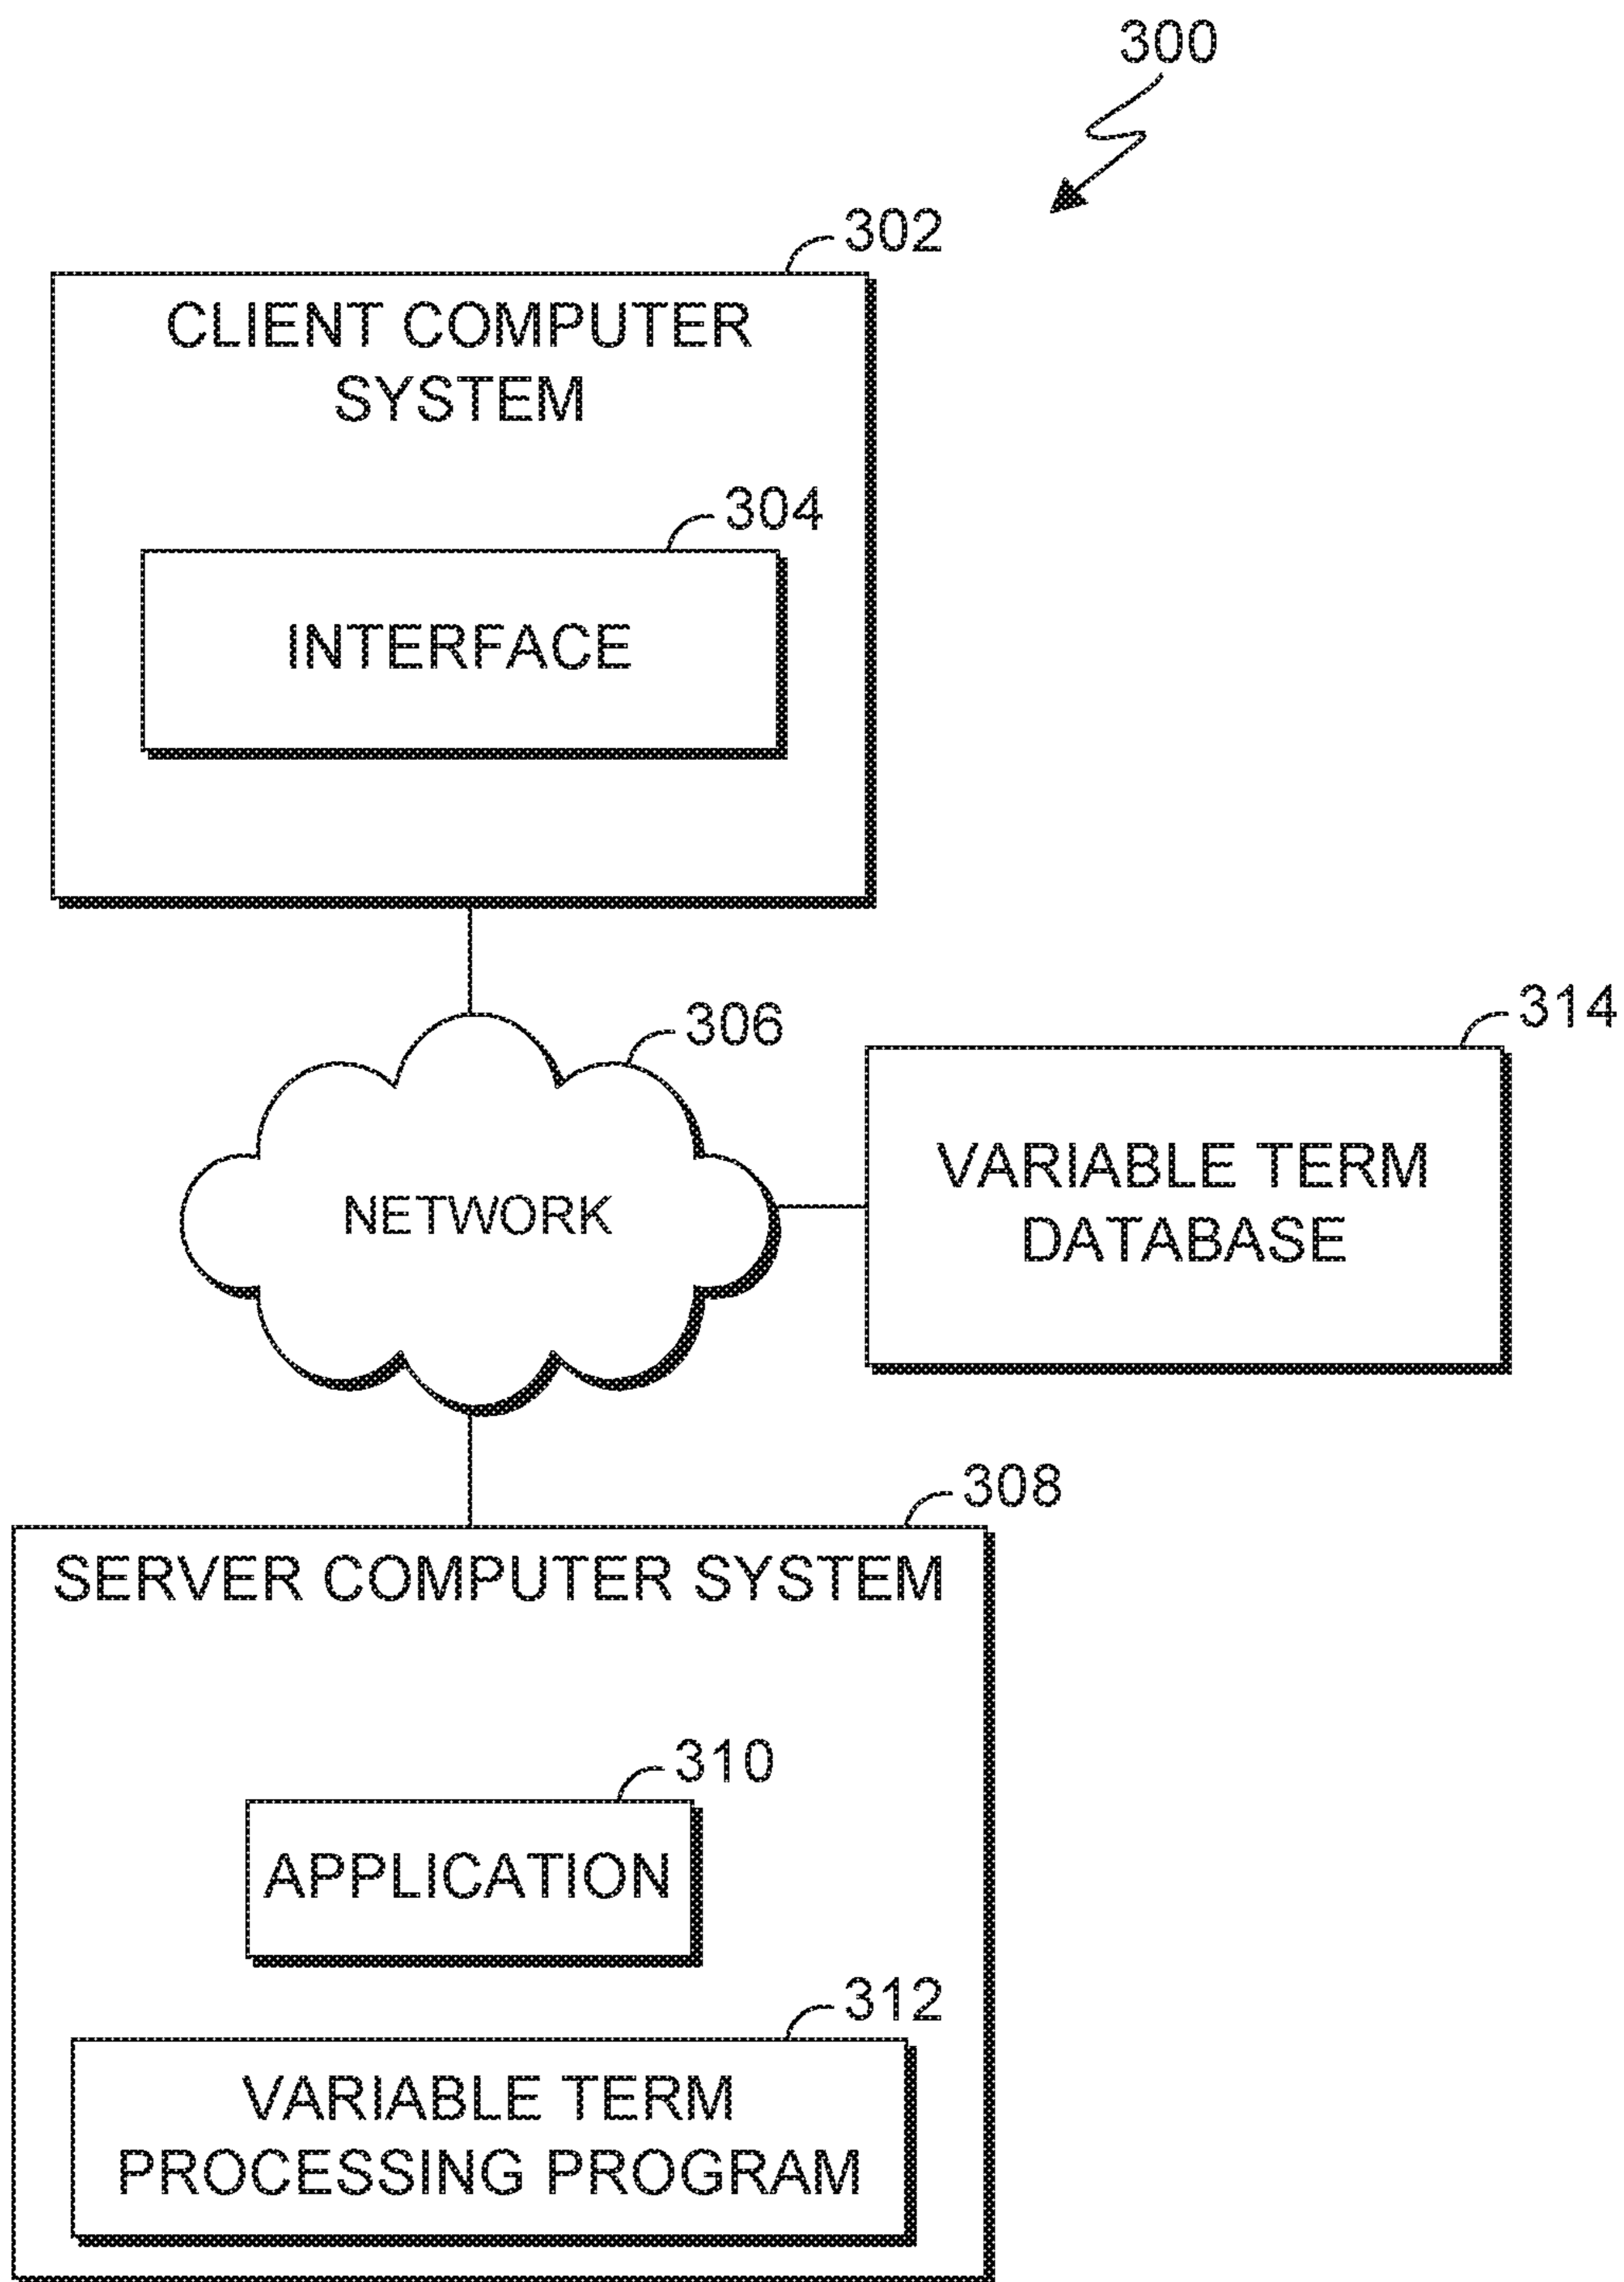 300
302
CLIENT COMPUTER
SYSTEM
304
INTERFACE
306
NETWORK
314
VARIABLE TERM
DATABASE
308
SERVER COMPUTER SYSTEM
310
APPLICATION
312
VARIABLE TERM
PROCESSING PROGRAM